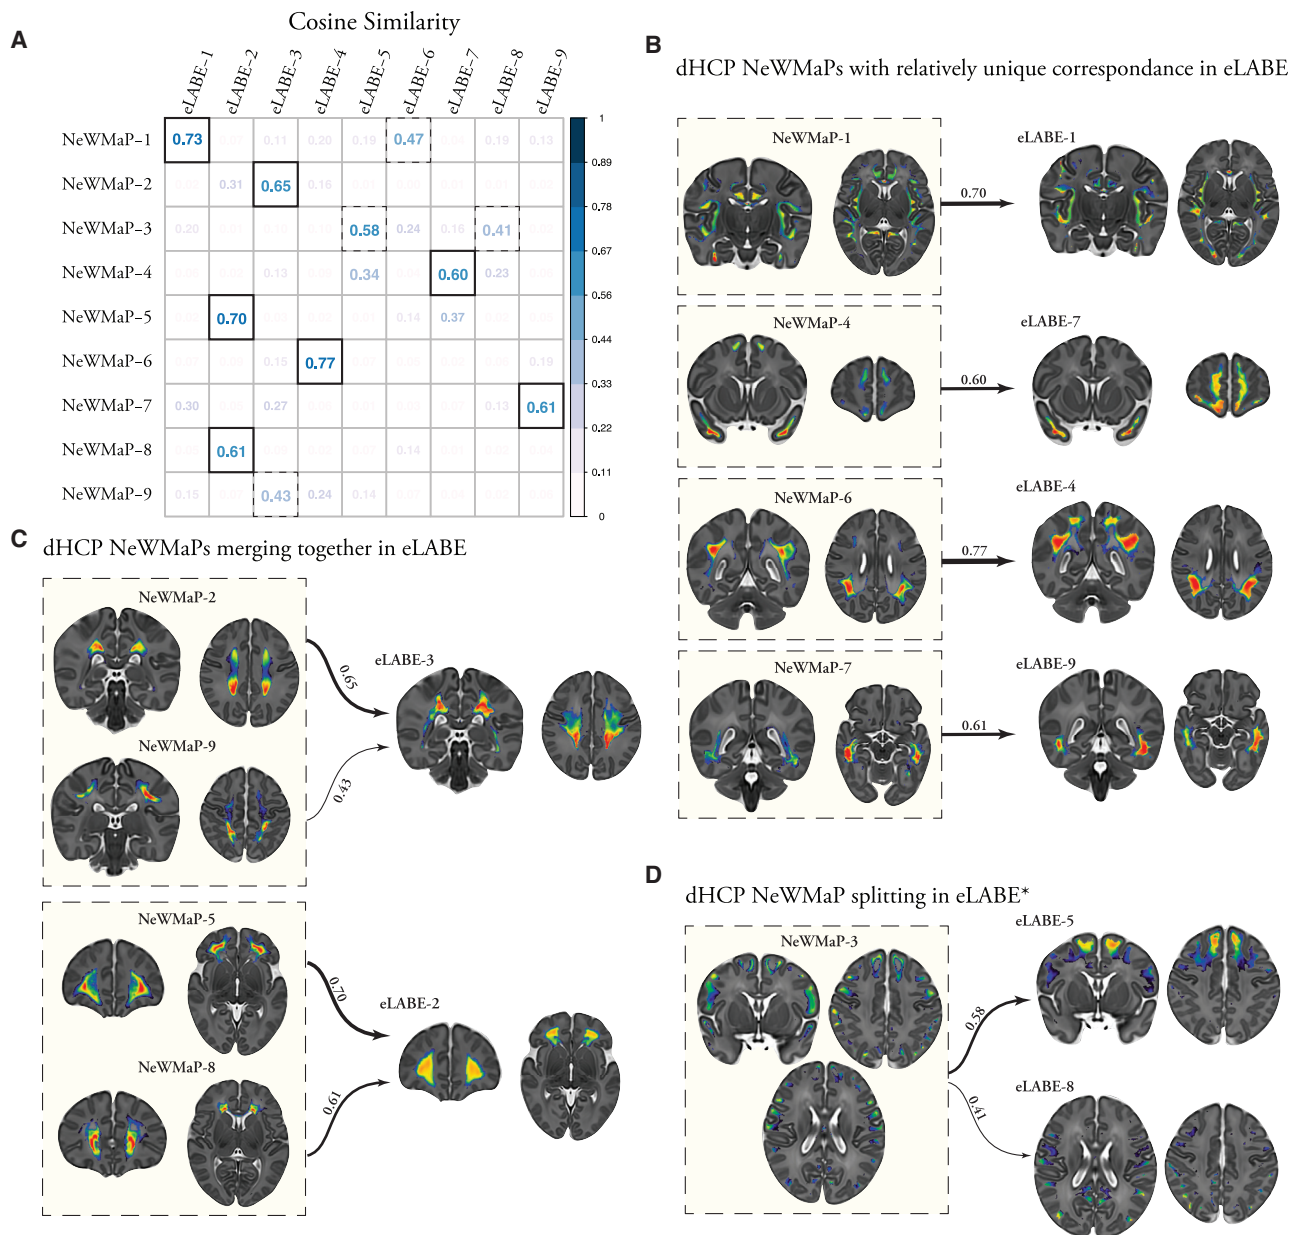 A
Cosine Similarity
eLABE-1 eLABE-2 eLABE-3 eLABE-4 eLABE-5 eLABE-6 eLABE-7 eLABE-8 eLABE-9
NeWMaP-1 0.73 0.11 0.20 0.19 0.47 0.19 0.13
NeWMaP-2 0.31 0.65 0.16
NeWMaP-3 0.20 0.58 0.24 0.16 0.41
NeWMaP-4 0.13 0.34 0.60 0.23
NeWMaP-5 0.70 0.14 0.37
NeWMaP-6 0.15 0.77 0.19
NeWMaP-7 0.30 0.27 0.13 0.61
NeWMaP-8 0.61 0.14
NeWMaP-9 0.15 0.43 0.24 0.14
1
0.89
0.78
0.67
0.56
0.44
0.33
0.22
0.11
0
B
dHCP NeWMaPs with relatively unique correspondance in eLABE
NeWMaP-1
0.70
eLABE-1
NeWMaP-4
0.60
eLABE-7
NeWMaP-6
0.77
eLABE-4
NeWMaP-7
0.61
eLABE-9
C
dHCP NeWMaPs merging together in eLABE
NeWMaP-2
0.65
eLABE-3
NeWMaP-9
0.43
NeWMaP-5
0.70
eLABE-2
NeWMaP-8
0.61
D
dHCP NeWMaP splitting in eLABE*
NeWMaP-3
0.58
eLABE-5
0.41
eLABE-8